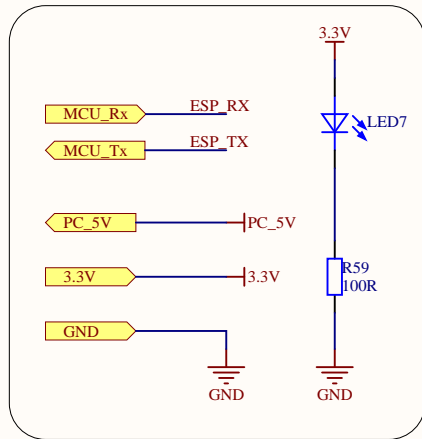 3.3V
MCU_Rx
ESP_RX
LED7
MCU_Tx
ESP_TX
PC_5V
PC_5V
3.3V
3.3V
R59
100R
GND
GND
GND